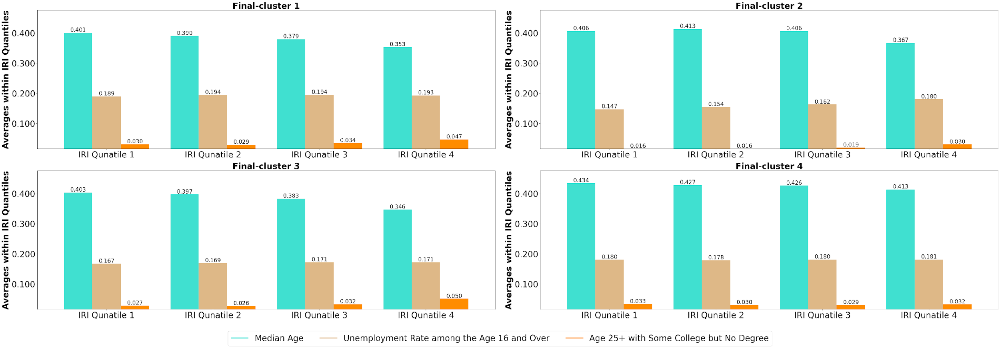 Final-cluster 1
Averages within IRI Quantiles
0.400
0.300
0.200
0.100
0.401
0.189
0.030
0.390
0.194
0.029
0.379
0.194
0.034
0.353
0.193
0.047
IRI Qunatile 1
IRI Qunatile 2
IRI Qunatile 3
IRI Qunatile 4
Final-cluster 2
Averages within IRI Quantiles
0.400
0.300
0.200
0.100
0.406
0.147
0.016
0.413
0.154
0.016
0.406
0.162
0.019
0.367
0.180
0.030
IRI Qunatile 1
IRI Qunatile 2
IRI Qunatile 3
IRI Qunatile 4
Final-cluster 3
Averages within IRI Quantiles
0.400
0.300
0.200
0.100
0.403
0.167
0.027
0.397
0.169
0.026
0.383
0.171
0.032
0.346
0.171
0.050
IRI Qunatile 1
IRI Qunatile 2
IRI Qunatile 3
IRI Qunatile 4
Final-cluster 4
Averages within IRI Quantiles
0.400
0.300
0.200
0.100
0.434
0.180
0.033
0.427
0.178
0.030
0.426
0.180
0.029
0.413
0.181
0.032
IRI Qunatile 1
IRI Qunatile 2
IRI Qunatile 3
IRI Qunatile 4
Median Age
Unemployment Rate among the Age 16 and Over
Age 25+ with Some College but No Degree